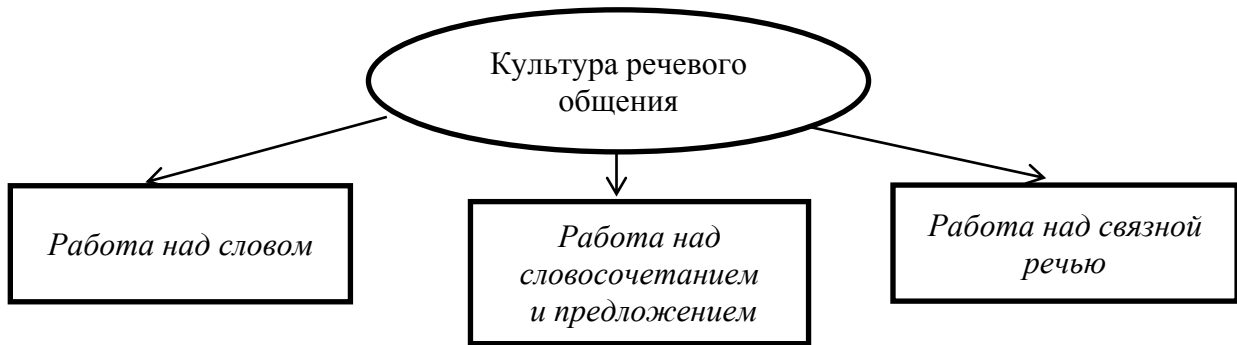 Культура речевого
общения
Работа над словом
Работа над
словосочетанием
и предложением
Работа над связной
речью